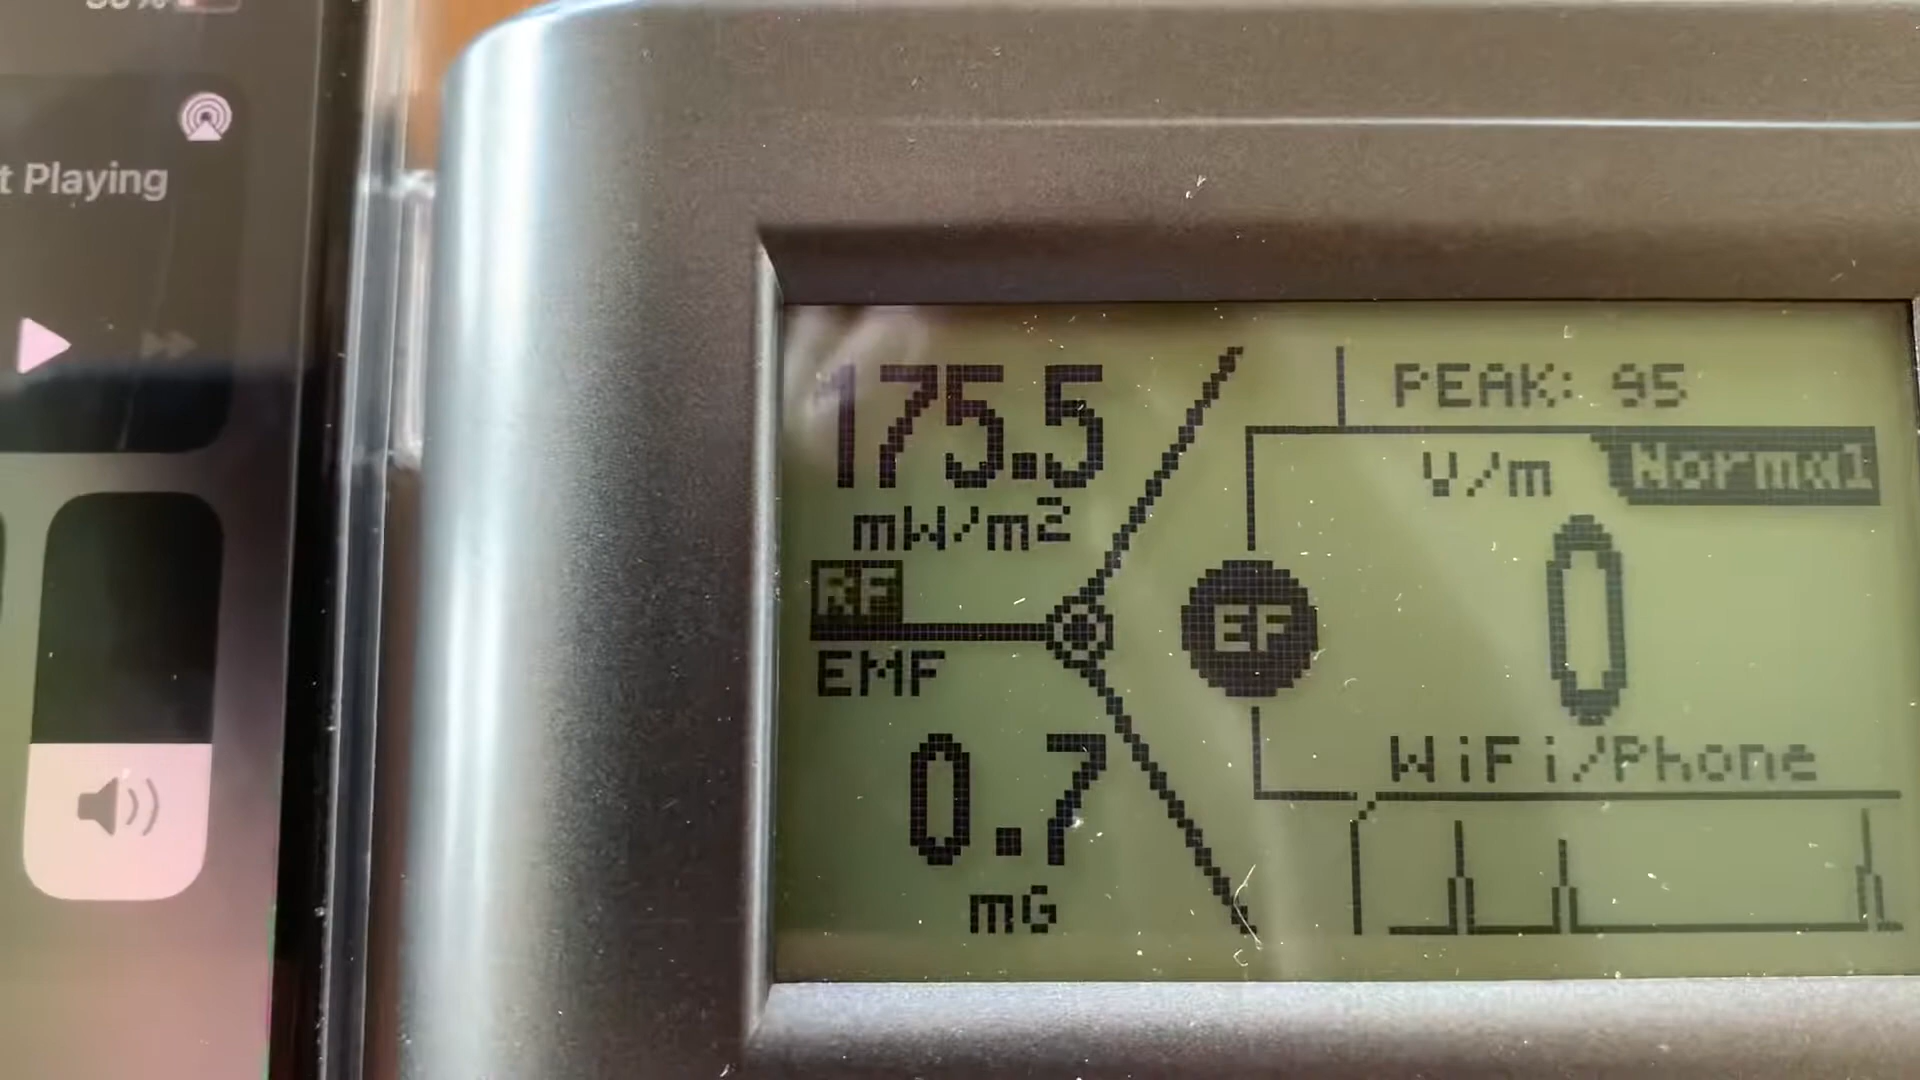 t Playing
175.5
mW/m²
RF
EMF
0.7
mG
PEAK: 95
V/m
Normal
EF
0
WiFi/Phone